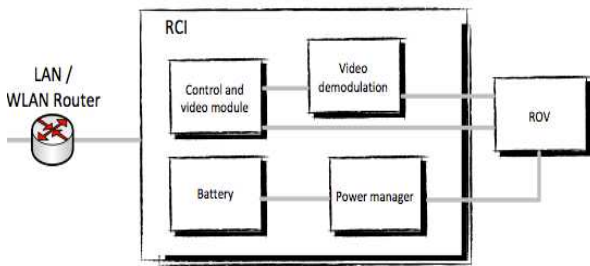 RCI
LAN /
WLAN Router
Control and
video module
Video
demodulation
ROV
Battery
Power manager